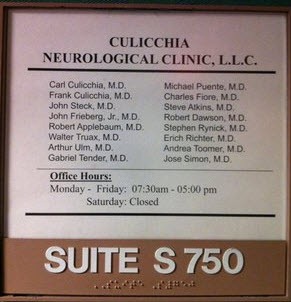 CULICCHIA
NEUROLOGICAL CLINIC, L.L.C.
Carl Culicchia, M.D.
Frank Culicchia, M.D.
John Steck, M.D.
John Frieberg, Jr., M.D.
Robert Applebaum, M.D.
Walter Truax, M.D.
Arthur Ulm, M.D.
Gabriel Tender, M.D.
Michael Puente, M.D.
Charles Fiore, M.D.
Steve Atkins, M.D.
Robert Dawson, M.D.
Stephen Rynick, M.D.
Erich Richter, M.D.
Andrea Toomer, M.D.
Jose Simon, M.D.
Office Hours:
Monday - Friday: 07:30am - 05:00 pm
Saturday: Closed
SUITE S 750